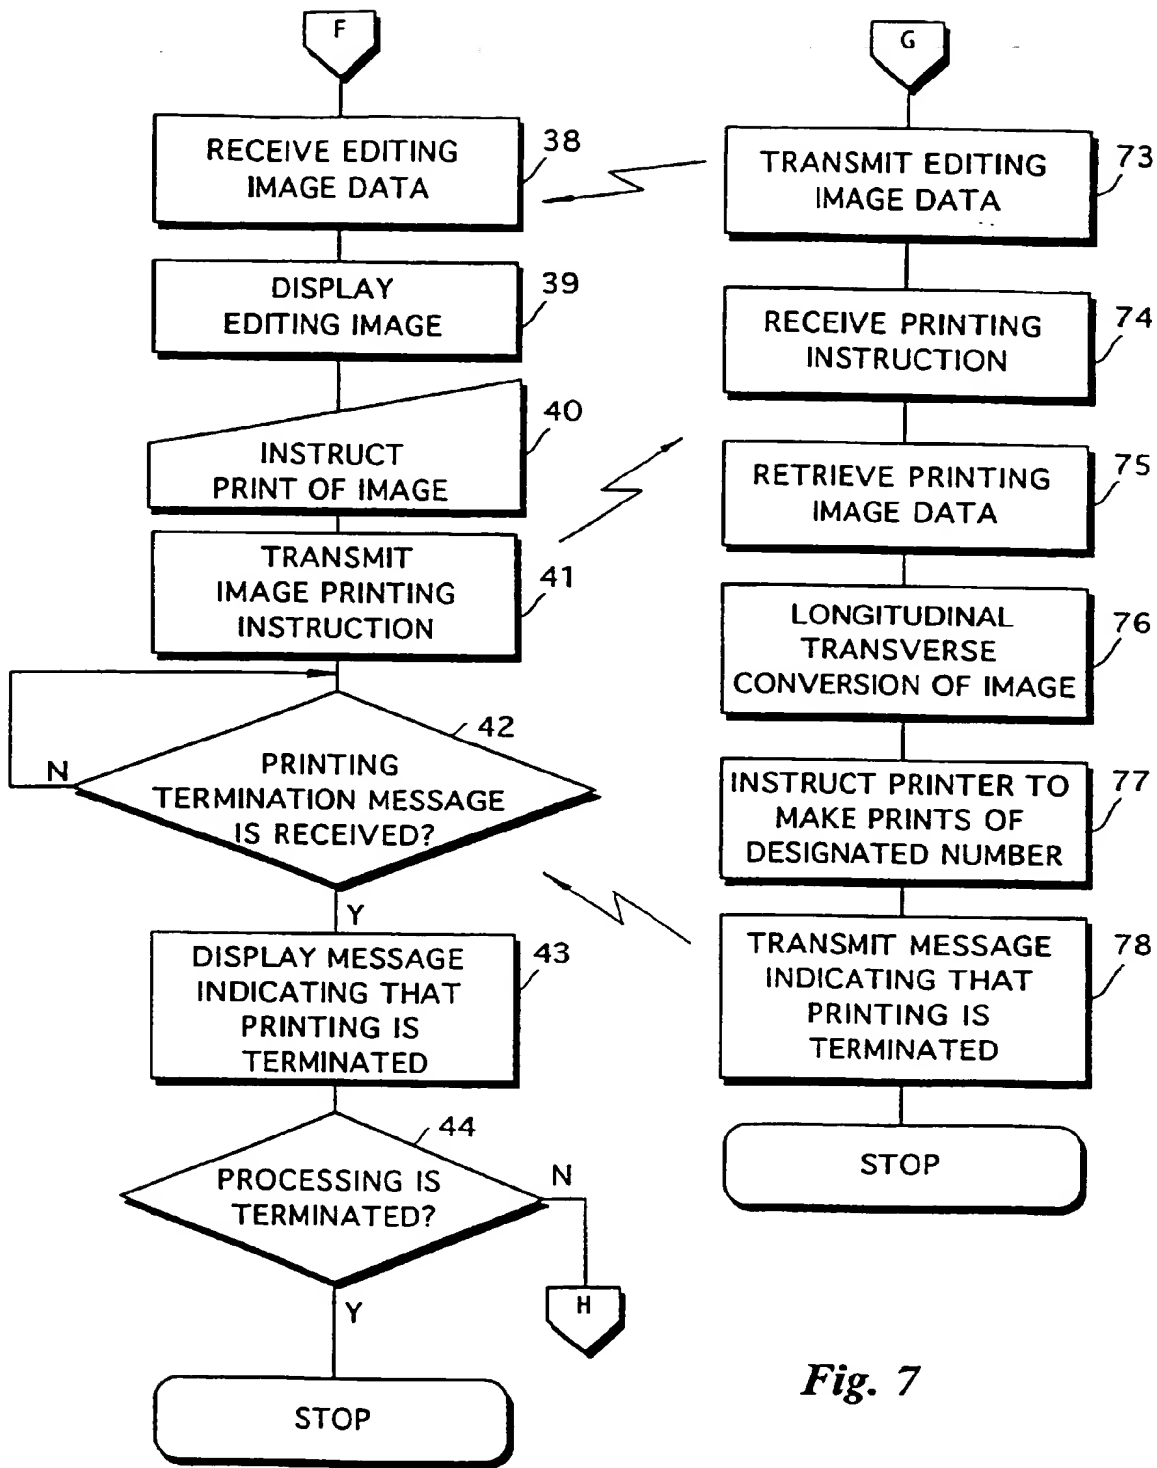 F
RECEIVE EDITING
IMAGE DATA
38
DISPLAY
EDITING IMAGE
39
INSTRUCT
PRINT OF IMAGE
40
TRANSMIT
IMAGE PRINTING
INSTRUCTION
41
42
PRINTING
TERMINATION MESSAGE
IS RECEIVED?
N
Y
DISPLAY MESSAGE
INDICATING THAT
PRINTING IS
TERMINATED
43
44
PROCESSING IS
TERMINATED?
N
H
Y
STOP
G
TRANSMIT EDITING
IMAGE DATA
73
RECEIVE PRINTING
INSTRUCTION
74
RETRIEVE PRINTING
IMAGE DATA
75
LONGITUDINAL
TRANSVERSE
CONVERSION OF IMAGE
76
INSTRUCT PRINTER TO
MAKE PRINTS OF
DESIGNATED NUMBER
77
TRANSMIT MESSAGE
INDICATING THAT
PRINTING IS
TERMINATED
78
STOP
Fig. 7